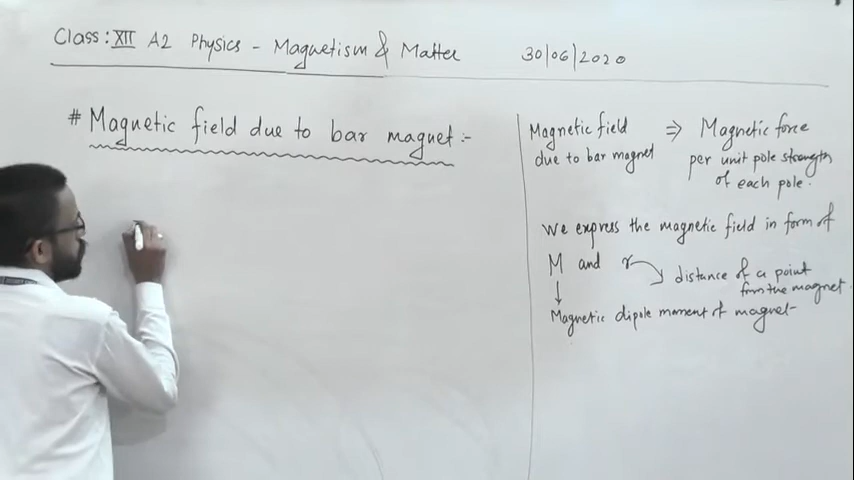 Class: XII A2 Physics - Magnetism & Matter 30/06/2020
# Magnetic field due to bar magnet :-
Magnetic field ⇒ Magnetic force
due to bar magnet per unit pole strength
of each pole.
We express the magnetic field in form of
M and r
distance of a point
from the magnet.
↓
Magnetic dipole moment of magnet